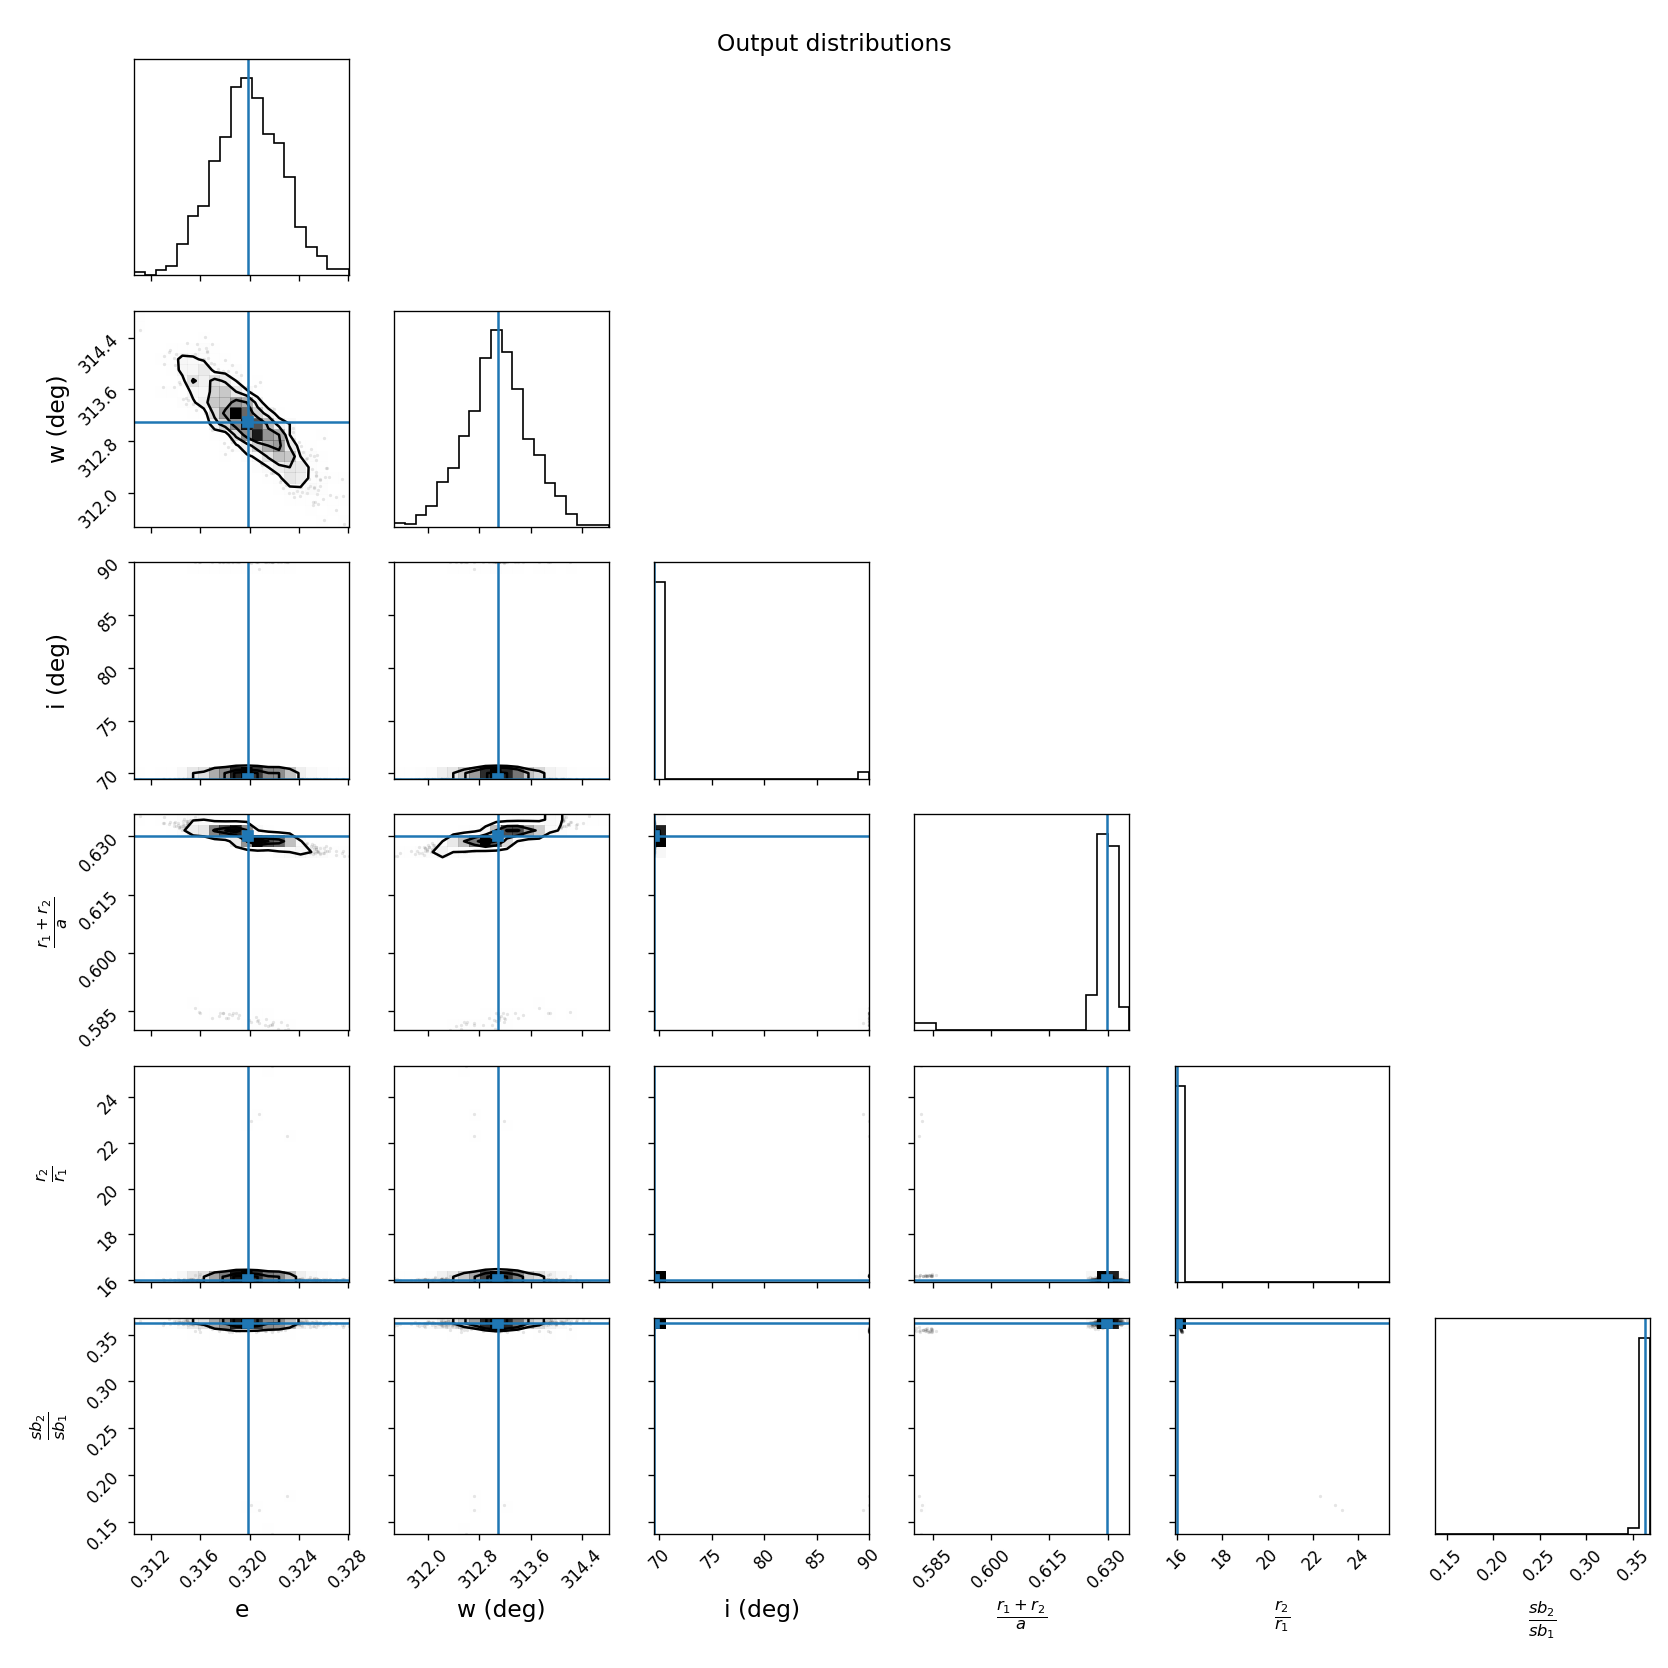 Output distributions
w (deg)
314.4
313.6
312.8
312.0
i (deg)
90
85
80
75
70
r₁ + r₂
a
0.630
0.615
0.600
0.585
r₂
r₁
24
22
20
18
16
sb₂
sb₁
0.35
0.30
0.25
0.20
0.15
0.312 0.316 0.320 0.324 0.328 312.0 312.8 313.6 314.4 70 75 80 85 90 0.585 0.600 0.615 0.630 16 18 20 22 24 0.15 0.20 0.25 0.30 0.35
e w (deg) i (deg)
r₁ + r₂
a
r₂
r₁
sb₂
sb₁